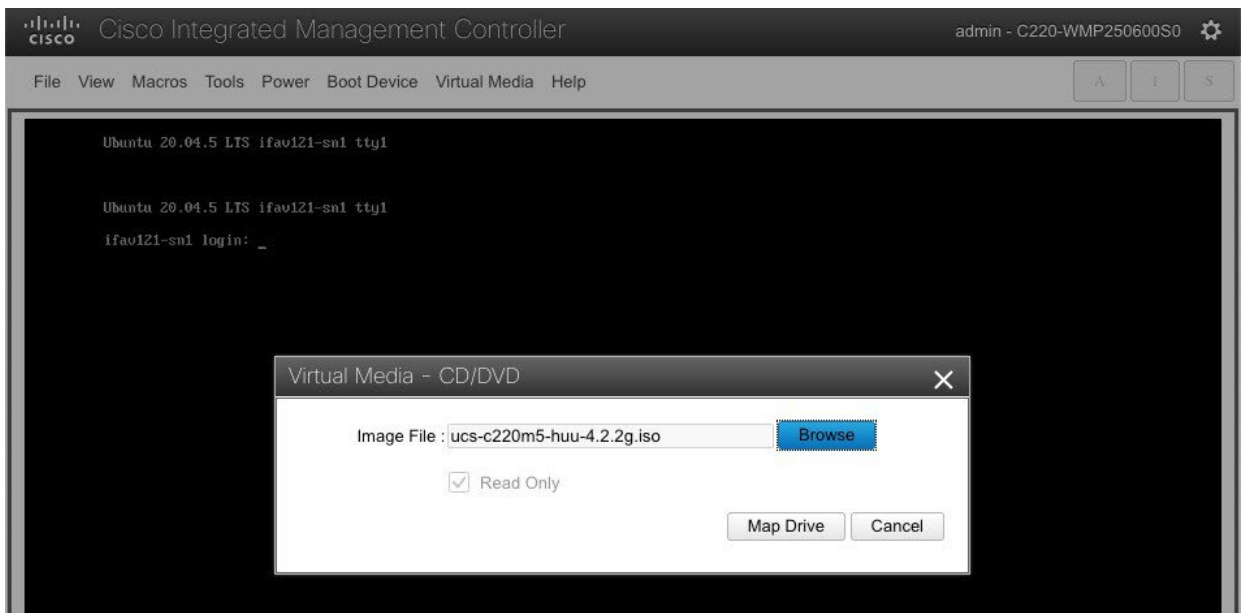 CISCO Cisco Integrated Management Controller admin - C220-WMP250600S0
File View Macros Tools Power Boot Device Virtual Media Help A I S
Ubuntu 20.04.5 LTS ifav121-sn1 tty1
Ubuntu 20.04.5 LTS ifav121-sn1 tty1
ifav121-sn1 login: _
Virtual Media - CD/DVD
Image File : ucs-c220m5-huu-4.2.2g.iso Browse
Read Only
Map Drive Cancel